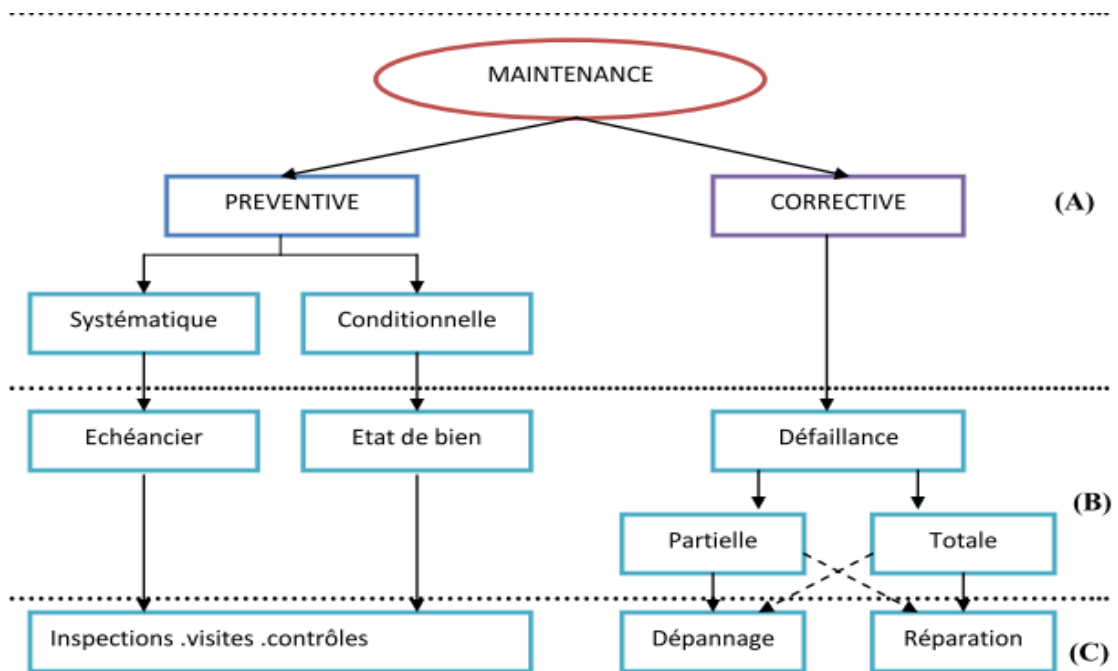 MAINTENANCE
PREVENTIVE
CORRECTIVE
(A)
Systématique
Conditionnelle
Echéancier
Etat de bien
Défaillance
(B)
Partielle
Totale
Inspections .visites .contrôles
Dépannage
Réparation
(C)